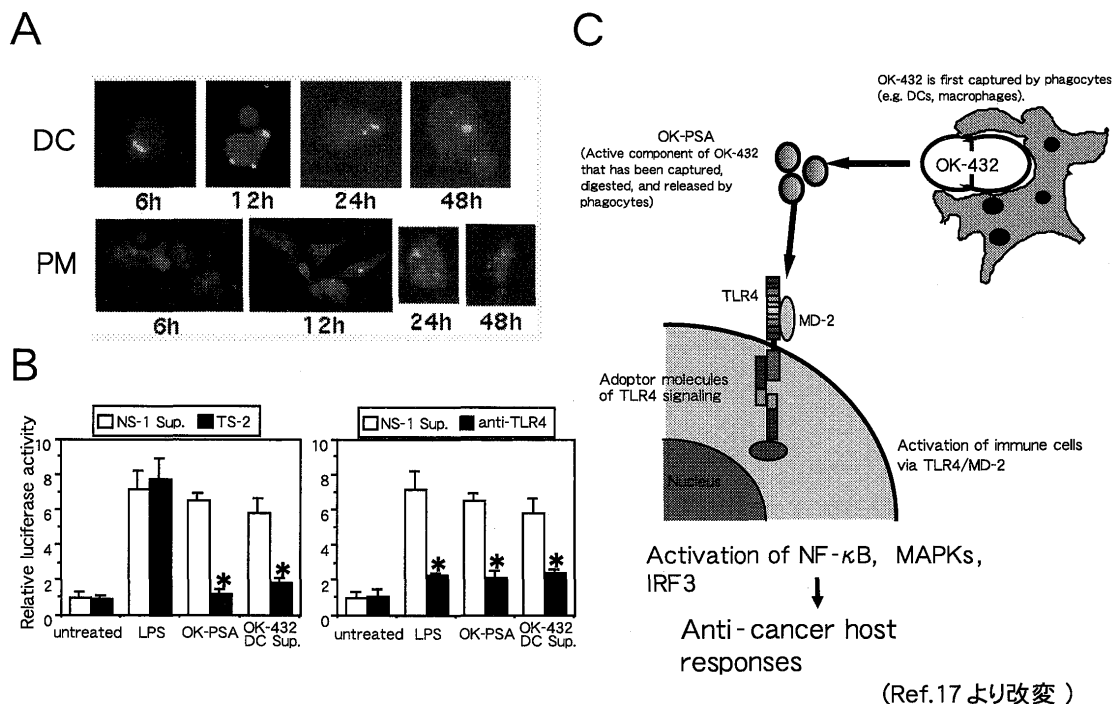 A
DC
6h 12h 24h 48h
PM
6h 12h 24h 48h
B
NS-1 Sup. TS-2
NS-1 Sup. anti-TLR4
Relative luciferase activity
10
8
6
4
2
0
untreated LPS OK-PSA OK-432
DC Sup.
10
8
6
4
2
0
untreated LPS OK-PSA OK-432
DC Sup.
* *
* * *
C
OK-432 is first captured by phagocytes
(e.g. DCs, macrophages).
OK-432
OK-PSA
(Active component of OK-432
that has been captured,
digested, and released by
phagocytes)
TLR4
MD-2
Adoptor molecules
of TLR4 signaling
Activation of immune cells
via TLR4/MD-2
Nucleus
Activation of NF-κB, MAPKs,
IRF3
Anti-cancer host
responses
(Ref.17 より改変 )